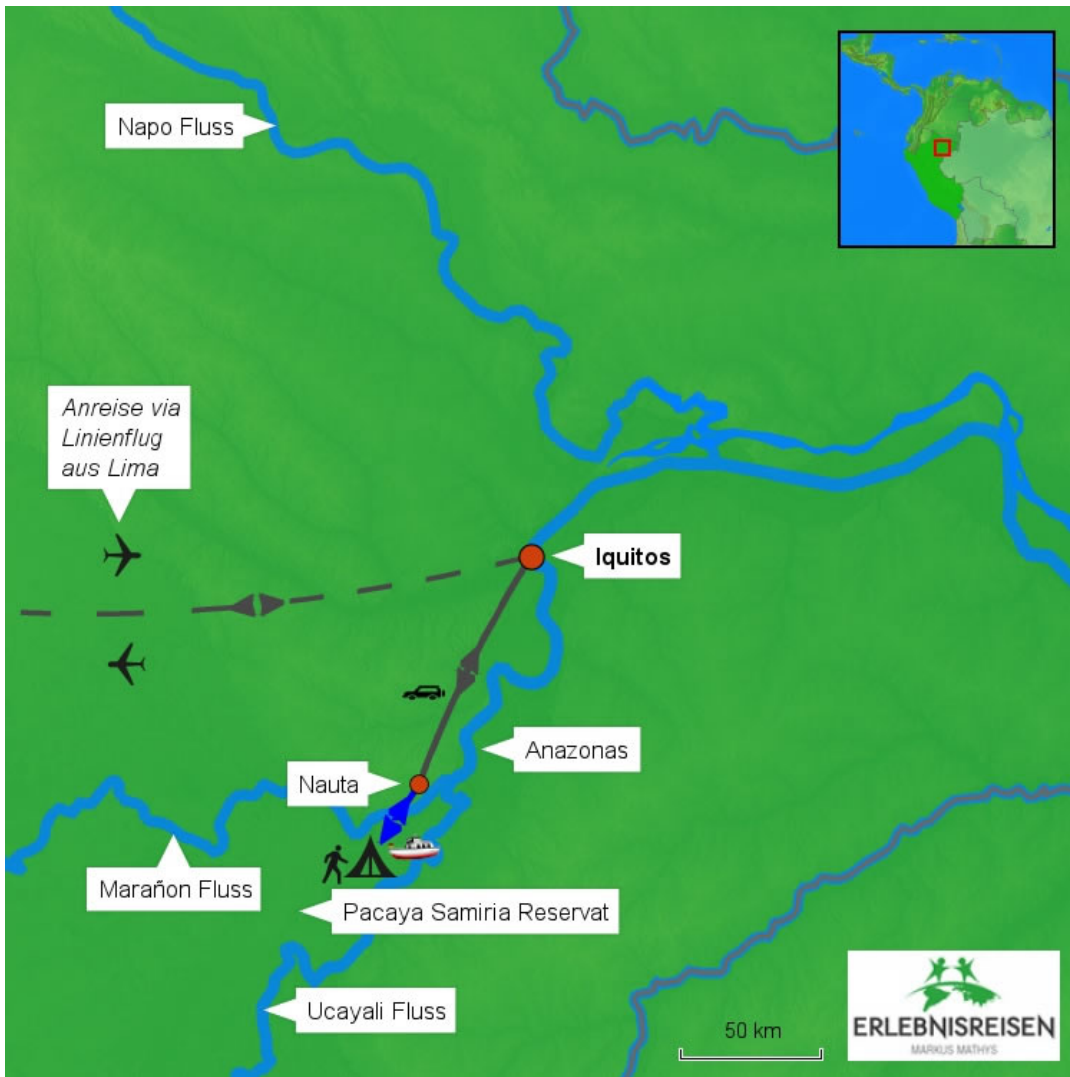 Napo Fluss
Anreise via
Linienflug
aus Lima
Iquitos
Anazonas
Nauta
Marañon Fluss
Pacaya Samiria Reservat
Ucayali Fluss
50 km
ERLEBNISREISEN
MARKUS MATHYS